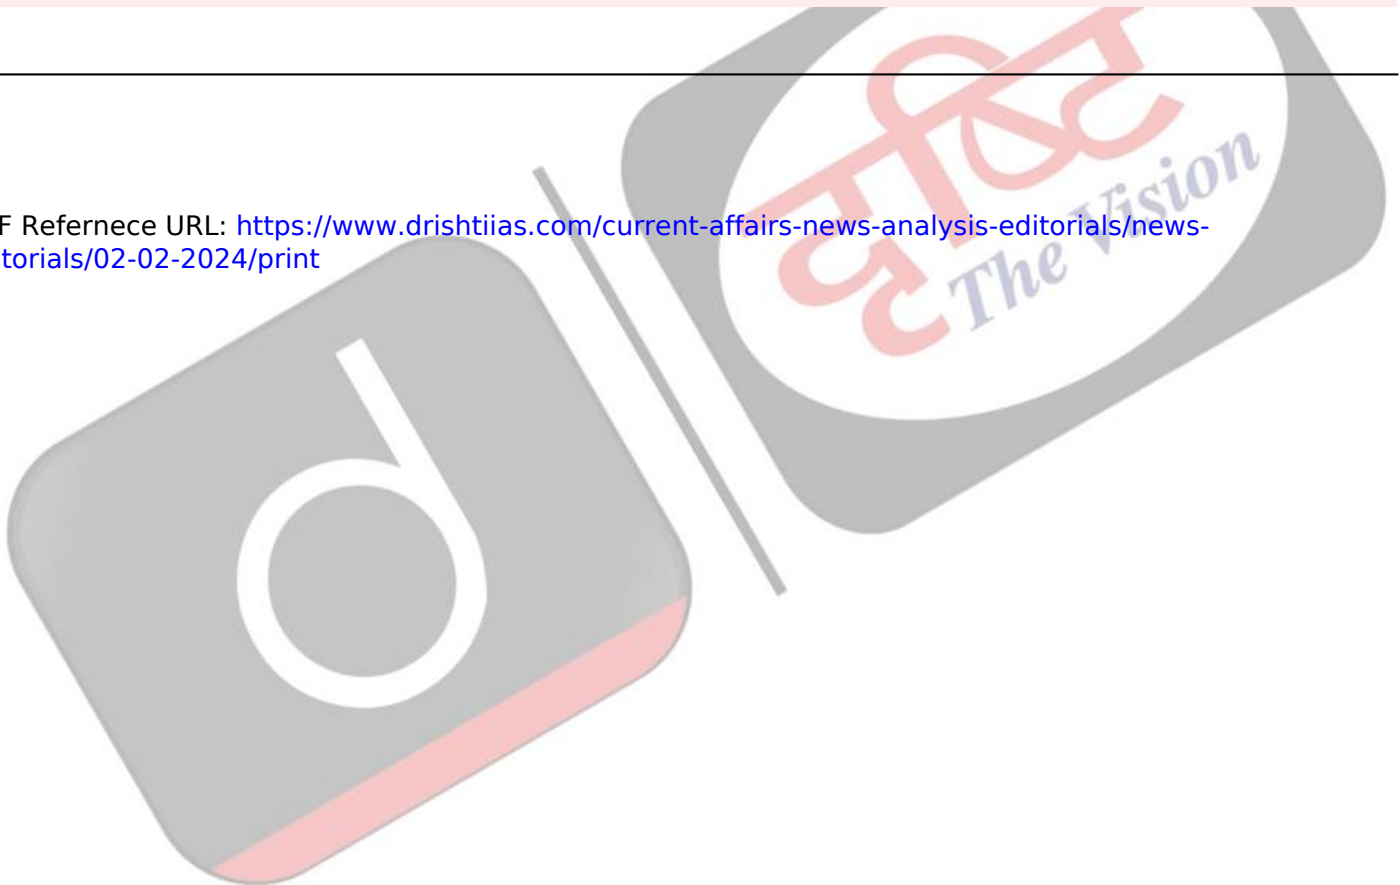 दृष्टि
The Vision
F Refernece URL: https://www.drishtiias.com/current-affairs-news-analysis-editorials/news-
torials/02-02-2024/print
d